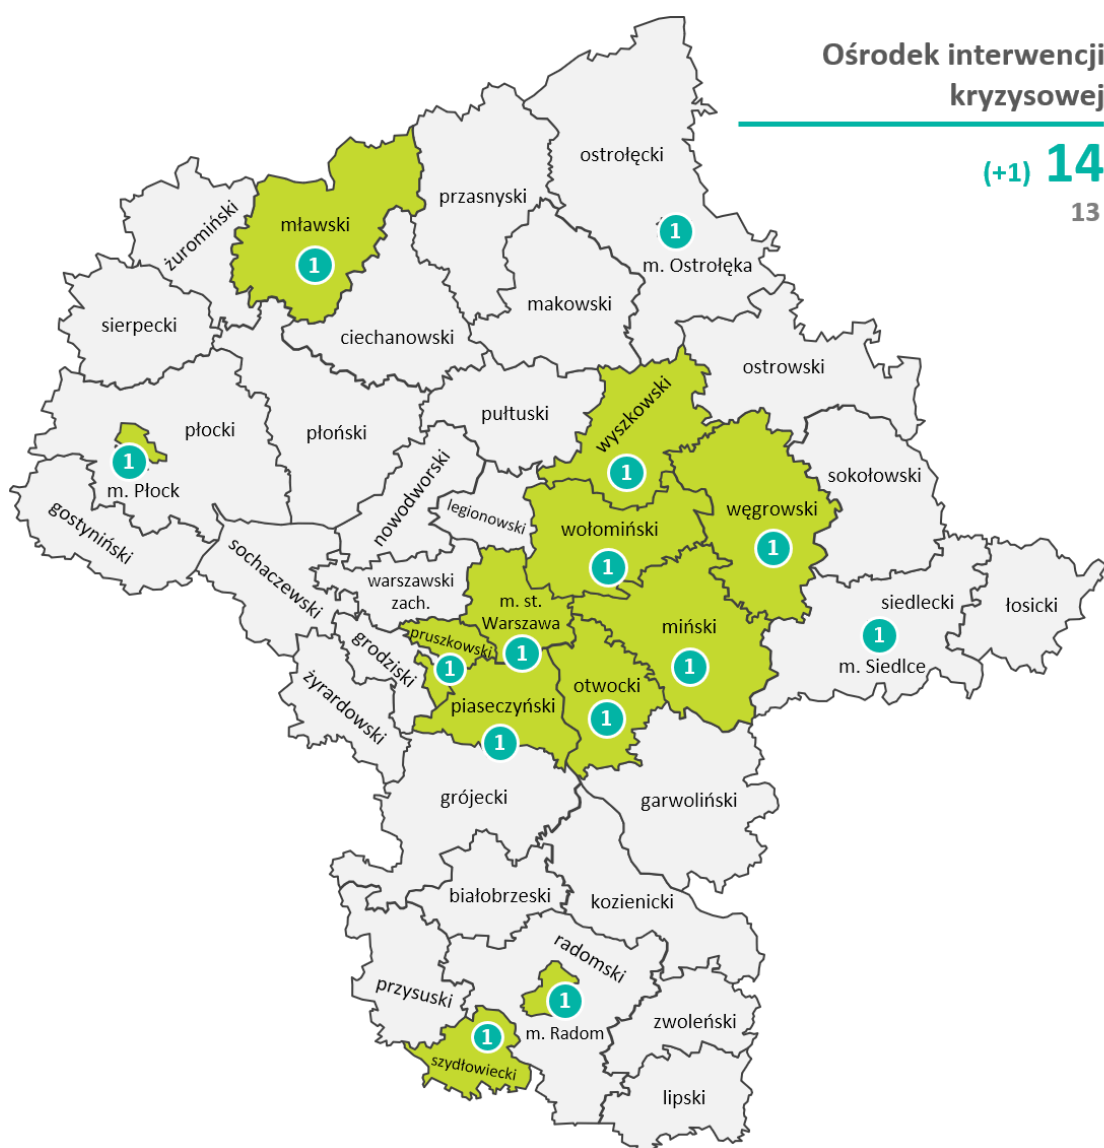 Ośrodek interwencji
kryzysowej
(+1) 14
13
ostrołęcki
przasnyski
mławski
1
żuromiński
1
m. Ostrołęka
makowski
sierpecki
ciechanowski
ostrowski
wyszkowski
1
pułtuski
płocki
płoński
1
m. Płock
sokołowski
nowodworski
legionowski
węgrowski
1
wołomiński
1
gostyniński
sochaczewski
warszawski
zach.
m. st.
Warszawa
1
siedlecki
1
m. Siedlce
łosicki
miński
1
pruszkowski
1
grodziski
otwocki
1
żyrardowski
piaseczyński
1
grójecki
garwoliński
białobrzeski
kozienicki
radomski
1
m. Radom
przysuski
zwoleński
1
szydłowiecki
lipski